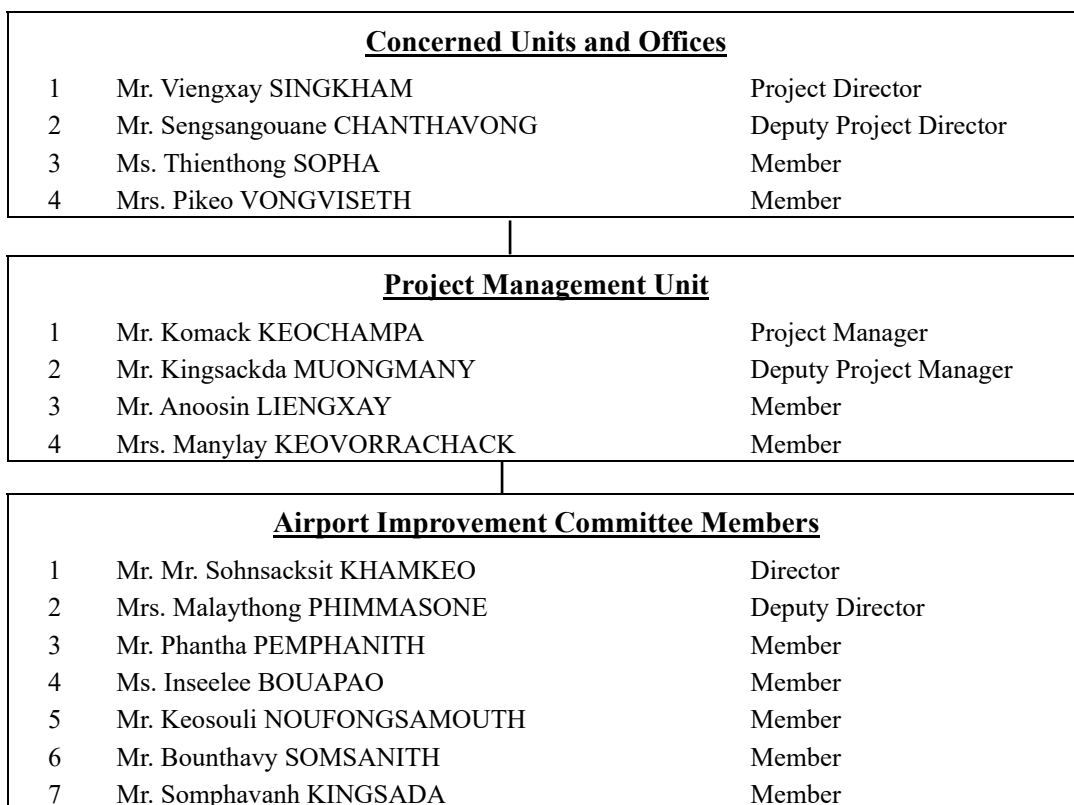 Concerned Units and Offices
1 Mr. Viengxay SINGKHAM Project Director
2 Mr. Sengsangouane CHANTHAVONG Deputy Project Director
3 Ms. Thienthong SOPHA Member
4 Mrs. Pikeo VONGVISETH Member
Project Management Unit
1 Mr. Komack KEOCHAMPA Project Manager
2 Mr. Kingsackda MUONGMANY Deputy Project Manager
3 Mr. Anoosin LIENGXAY Member
4 Mrs. Manylay KEOVORRACHACK Member
Airport Improvement Committee Members
1 Mr. Mr. Sohnsacksit KHAMKEO Director
2 Mrs. Malaythong PHIMMASONE Deputy Director
3 Mr. Phantha PEMPHANITH Member
4 Ms. Inseelee BOUAPAO Member
5 Mr. Keosouli NOUFONGSAMOUTH Member
6 Mr. Bounthavy SOMSANITH Member
7 Mr. Somphavanh KINGSADA Member